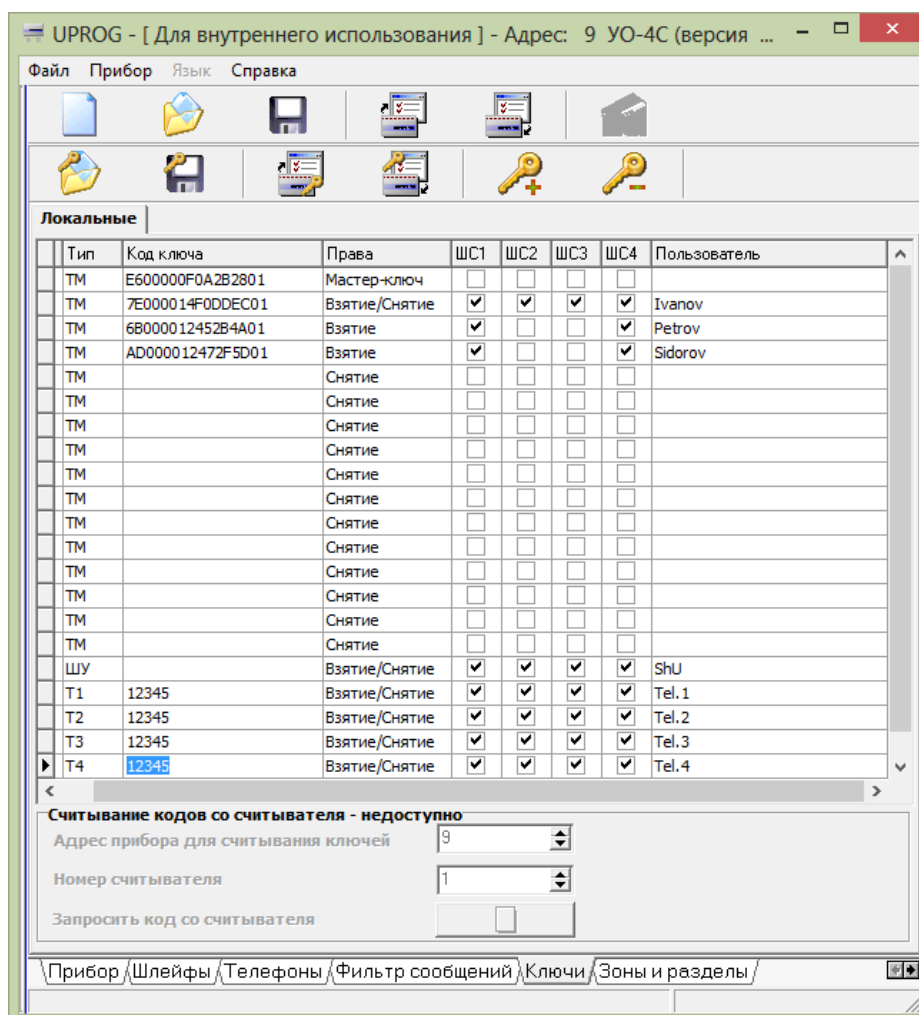 UPROG - [ Для внутреннего использования ] - Адрес: 9 УО-4С (версия ...
Файл Прибор Язык Справка
Локальные
Тип Код ключа Права ШС1 ШС2 ШС3 ШС4 Пользователь
ТМ E600000F0A2B2801 Мастер-ключ
ТМ 7E000014F0DDEC01 Взятие/Снятие Ivanov
ТМ 6B000012452B4A01 Взятие Petrov
ТМ AD000012472F5D01 Взятие Sidorov
ТМ Снятие
ТМ Снятие
ТМ Снятие
ТМ Снятие
ТМ Снятие
ТМ Снятие
ТМ Снятие
ТМ Снятие
ТМ Снятие
ТМ Снятие
ТМ Снятие
ТМ Снятие
ШУ Взятие/Снятие ShU
Т1 12345 Взятие/Снятие Tel.1
Т2 12345 Взятие/Снятие Tel.2
Т3 12345 Взятие/Снятие Tel.3
Т4 12345 Взятие/Снятие Tel.4
Считывание кодов со считывателя - недоступно
Адрес прибора для считывания ключей 9
Номер считывателя 1
Запросить код со считывателя
Прибор Шлейфы Телефоны Фильтр сообщений Ключи Зоны и разделы